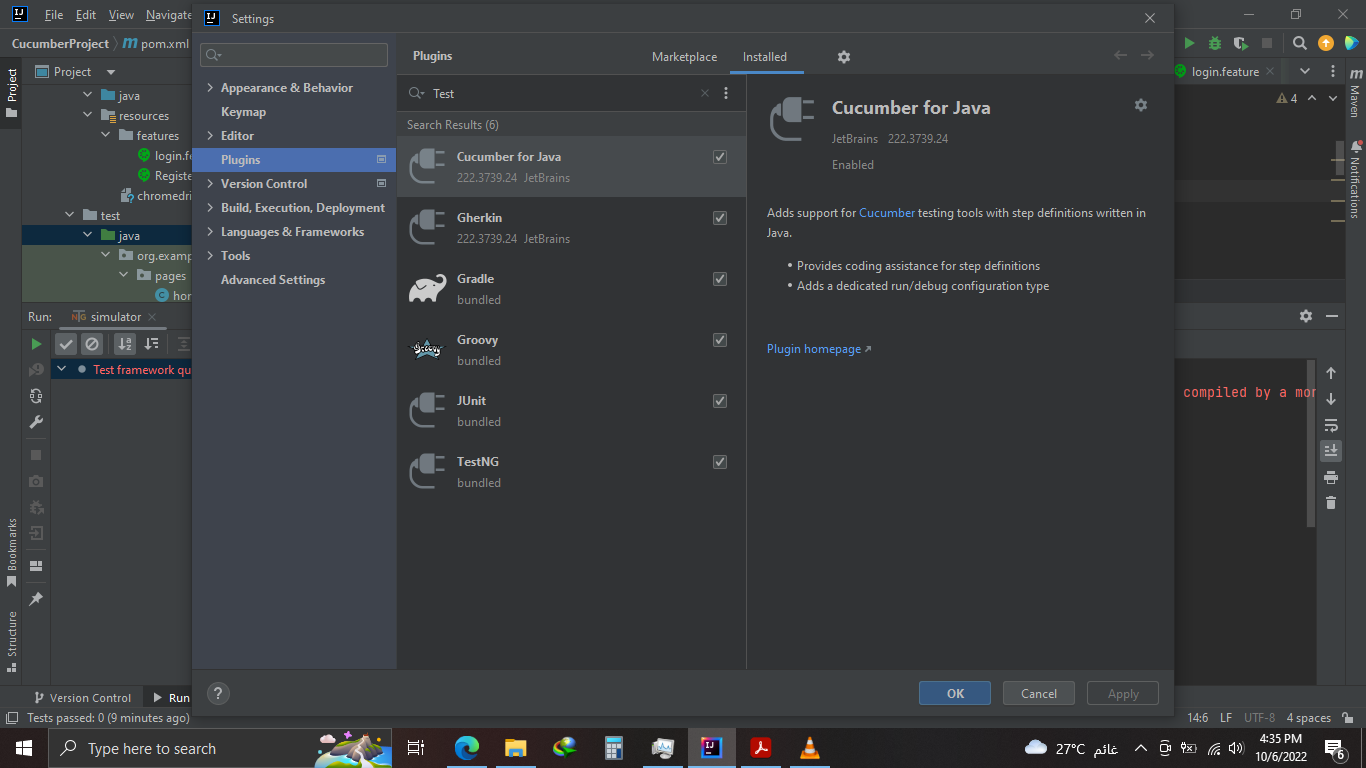 File Edit View Navigate
Settings
CucumberProject
pom.xml
login.feature
Project
Project
java
resources
features
login.fe
Registe
chromedri
test
java
org.examp
pages
hor
4
Maven
Notifications
Appearance & Behavior
Keymap
Editor
Plugins
Version Control
Build, Execution, Deployment
Languages & Frameworks
Tools
Advanced Settings
Plugins
Marketplace
Installed
Test
Search Results (6)
Cucumber for Java
222.3739.24 JetBrains
Gherkin
222.3739.24 JetBrains
Gradle
bundled
Groovy
bundled
JUnit
bundled
TestNG
bundled
Cucumber for Java
JetBrains 222.3739.24
Enabled
Adds support for Cucumber testing tools with step definitions written in
Java.
• Provides coding assistance for step definitions
• Adds a dedicated run/debug configuration type
Plugin homepage
Run:
simulator
Test framework qu
compiled by a mor
Bookmarks
Structure
?
OK
Cancel
Apply
Version Control
Run
Tests passed: 0 (9 minutes ago)
14:6 LF UTF-8 4 spaces
Type here to search
27°C غائم
4:35 PM
10/6/2022
6